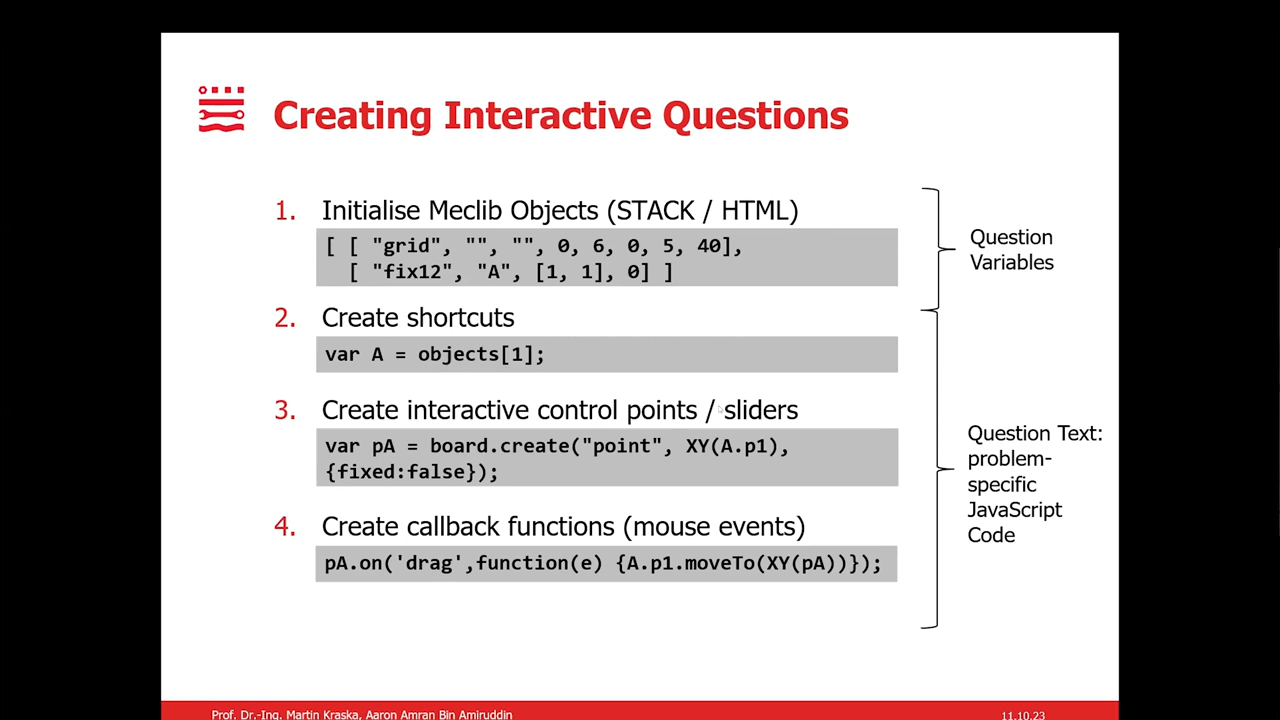 Creating Interactive Questions
1. Initialise Meclib Objects (STACK / HTML)
[ [ "grid", "", "", 0, 6, 0, 5, 40],
[ "fix12", "A", [1, 1], 0] ]
Question
Variables
2. Create shortcuts
var A = objects[1];
3. Create interactive control points / sliders
var pA = board.create("point", XY(A.p1),
{fixed:false});
4. Create callback functions (mouse events)
pA.on('drag',function(e) {A.p1.moveTo(XY(pA))});
Question Text:
problem-
specific
JavaScript
Code
Prof. Dr.-Ing. Martin Kraska, Aaron Amran Bin Amiruddin
11.10.23